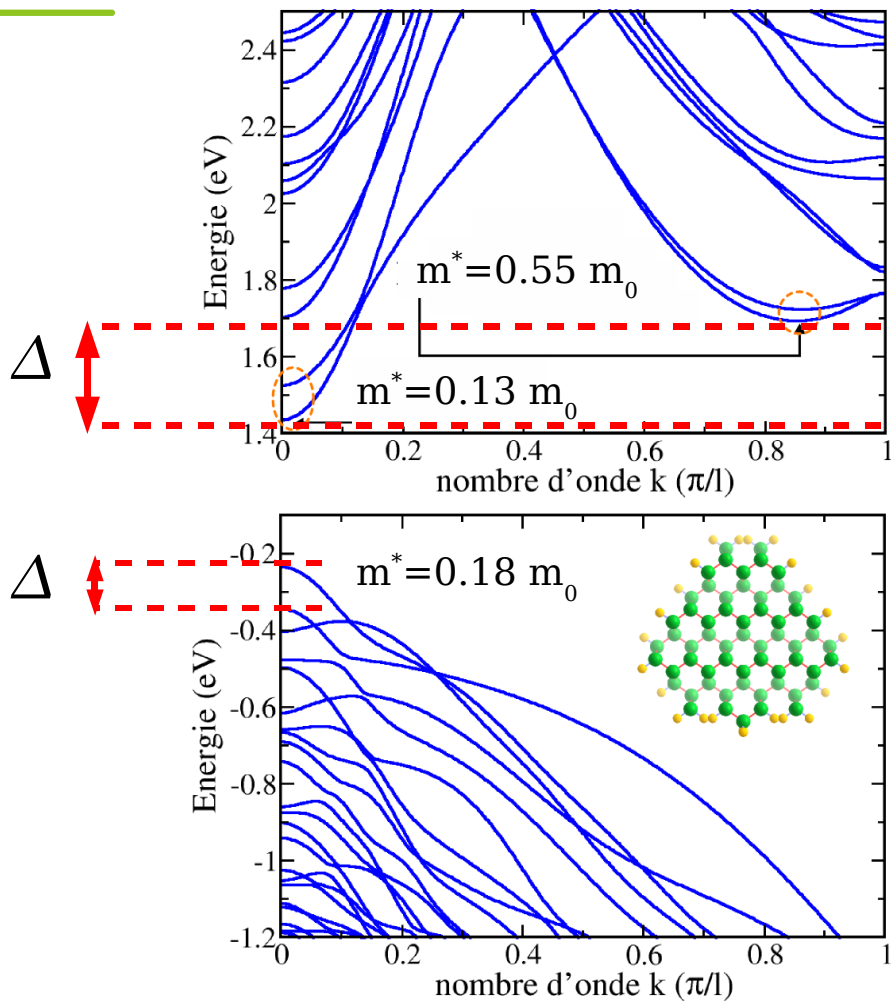 2.4
2.2
2
1.8
1.6
1.4
Energie (eV)
m*=0.55 m0
Δ
m*=0.13 m0
0 0.2 0.4 0.6 0.8 1
nombre d'onde k (π/l)
Δ
m*=0.18 m0
-0.2
-0.4
-0.6
-0.8
-1
-1.2
Energie (eV)
0 0.2 0.4 0.6 0.8 1
nombre d'onde k (π/l)